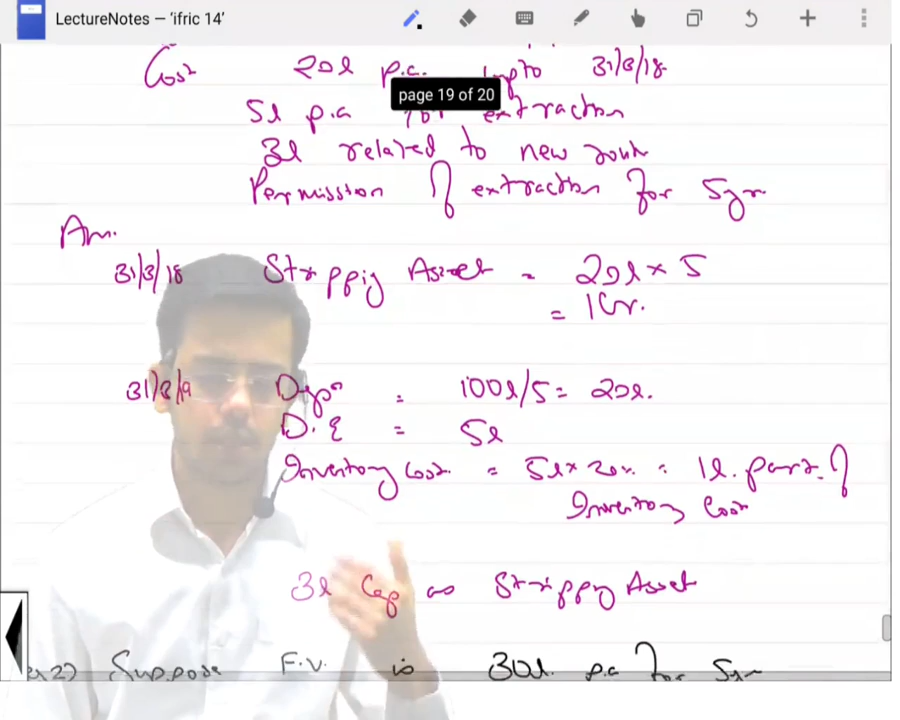 LectureNotes – 'ifric 14'
Cost 20l p.c. upto 31/3/18
page 19 of 20
5l p.a for extraction
3l related to new
Permission of extraction for 5yr
Ans.
31/3/18 Strippig Asset = 20l × 5
= 1Cr.
31/3/19 Depn = 100l/5 = 20l.
D.E = 5l
Inventory Cost = 5l × 20% = 1l. part of
Inventory Cost
3l Cap as Strippg Asset
2) Suppose F.V. is 30l p.a for 5yr